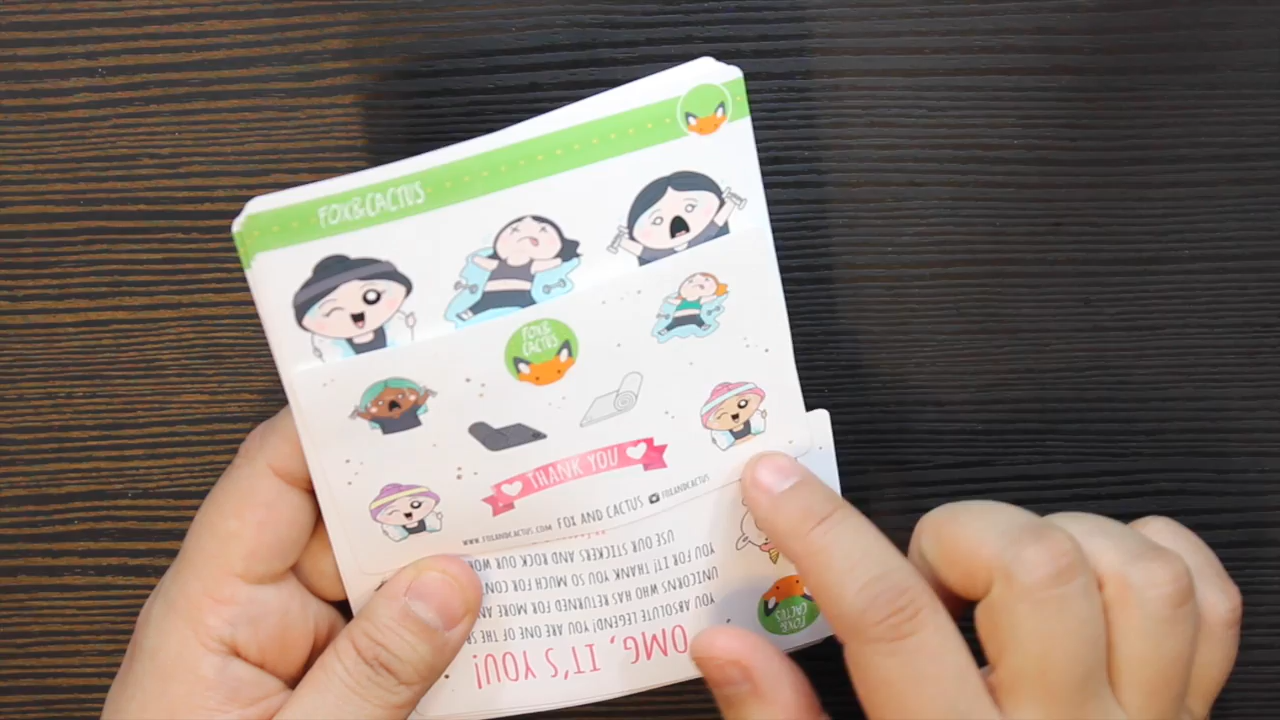 FOX&CACTUS
FOX&
CACTUS
THANK YOU
WWW.FOXANDCACTUS.COM FOX AND CACTUS FOXANDCACTUS
OMG, IT'S YOU!
YOU ABSOLUTE LEGEND! YOU ARE ONE OF THE
UNICORNS WHO HAS RETURNED FOR MORE
YOU FOR IT! THANK YOU SO MUCH FOR
USE OUR STICKERS AND ROCK OUR
FOX&
CACTUS